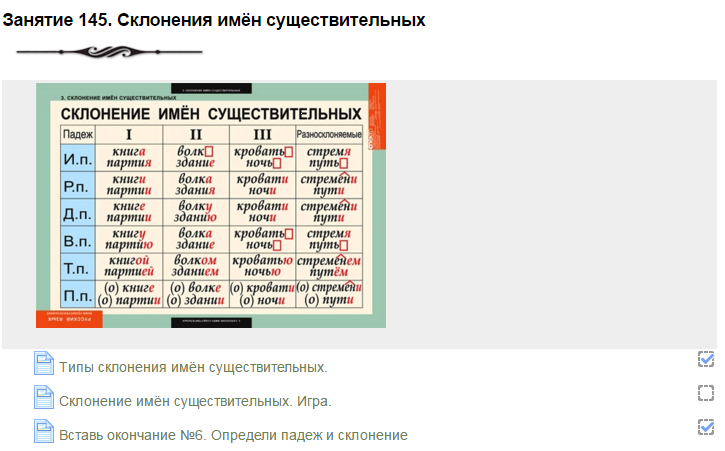 Занятие 145. Склонения имён существительных
3. СКЛОНЕНИЕ ИМЁН СУЩЕСТВИТЕЛЬНЫХ
СКЛОНЕНИЕ ИМЁН СУЩЕСТВИТЕЛЬНЫХ
Падеж I II III Разносклоняемые
И.п. книга волк кровать стремя
партия здание ночь путь
Р.п. книги волка кровати стремени
партии здания ночи пути
Д.п. книге волку кровати стремени
партии зданию ночи пути
В.п. книгу волка кровать стремя
партию здание ночь путь
Т.п. книгой волком кроватью стременем
партией зданием ночью путём
П.п. (о) книге (о) волке (о) кровати (о) стремени
(о) партии (о) здании (о) ночи (о) пути
РУССКИЙ ЯЗЫК
Типы склонения имён существительных.
Склонение имён существительных. Игра.
Вставь окончание №6. Определи падеж и склонение